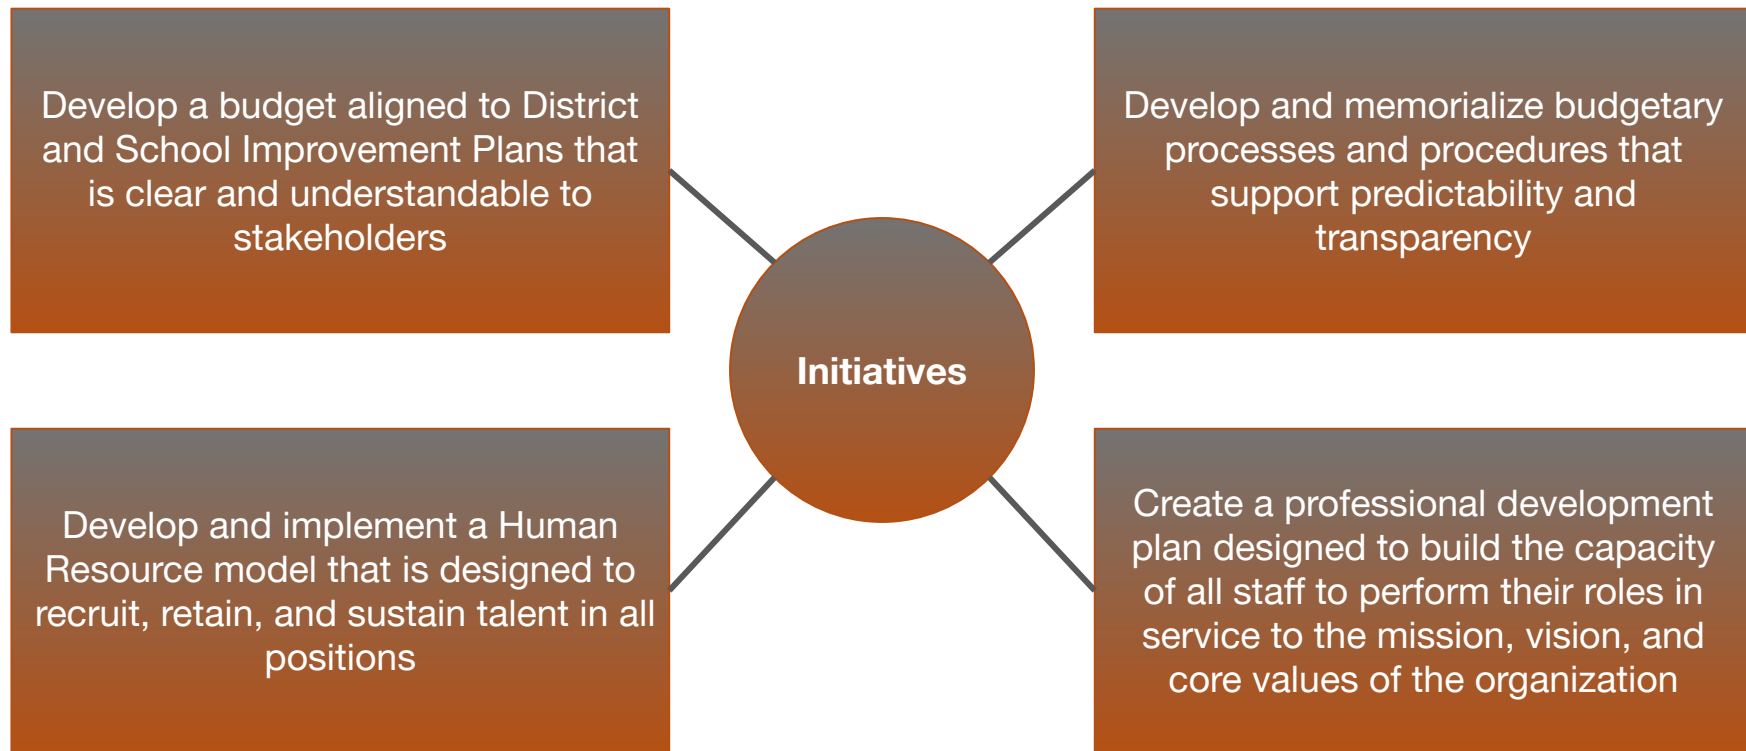 Develop a budget aligned to District
and School Improvement Plans that
is clear and understandable to
stakeholders
Develop and memorialize budgetary
processes and procedures that
support predictability and
transparency
Initiatives
Develop and implement a Human
Resource model that is designed to
recruit, retain, and sustain talent in all
positions
Create a professional development
plan designed to build the capacity
of all staff to perform their roles in
service to the mission, vision, and
core values of the organization